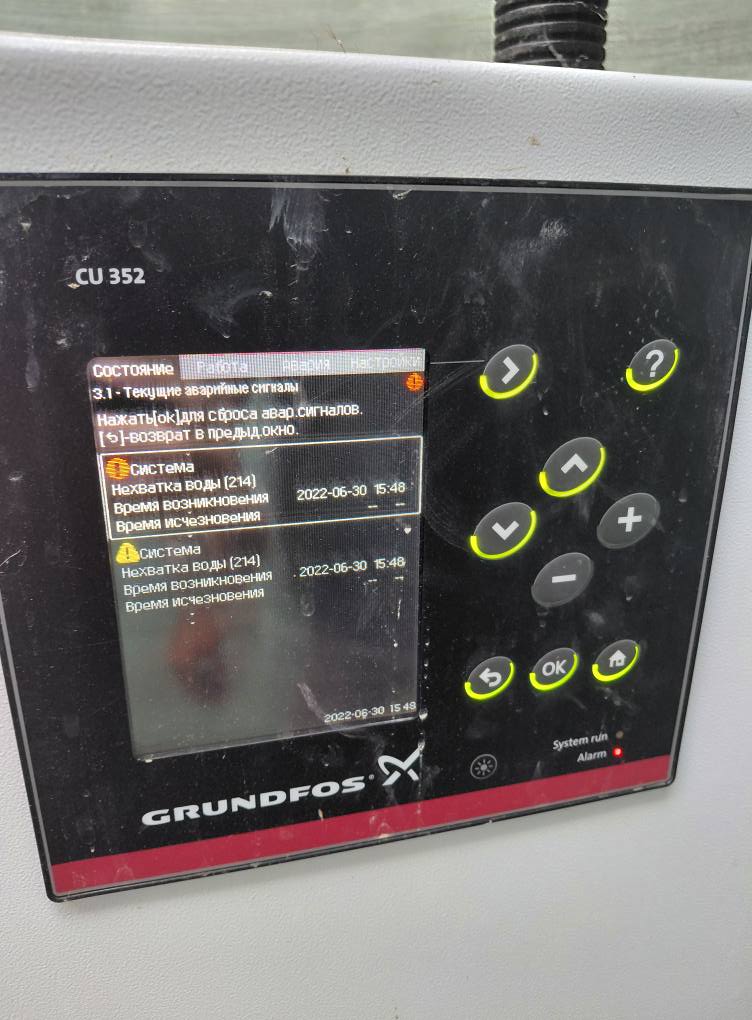 CU 352
Состояние Работа Авария Настройки
3.1 - Текущие аварийные сигналы
Нажать[ok]для сброса авар.сигналов.
[↰]-возврат в предыд.окно.
Система
Нехватка воды (214)
Время возникновения 2022-06-30 15:48
Время исчезновения -- --
Система
Нехватка воды (214)
Время возникновения 2022-06-30 15:48
Время исчезновения -- --
2022-06-30 15 48
?
OK
System run
Alarm
GRUNDFOS